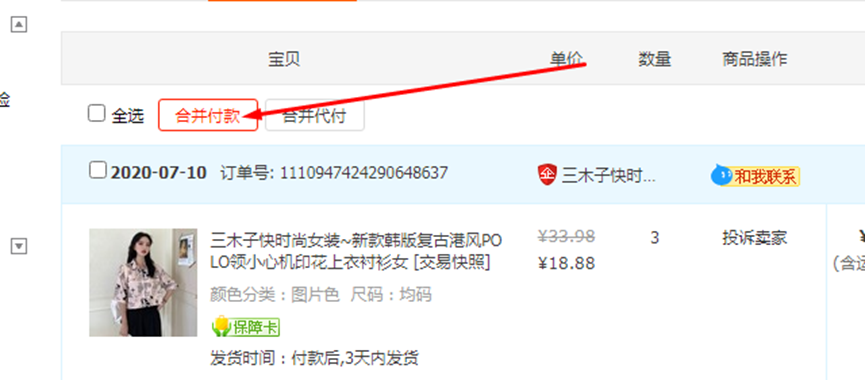 宝贝 单价 数量 商品操作
全选 合并付款 合并代付
2020-07-10 订单号: 1110947424290648637 企 三木子快时... 和我联系
三木子快时尚女装~新款韩版复古港风PO ¥33.98 3 投诉卖家
LO领小心机印花上衣衬衫女 [交易快照] ¥18.88
颜色分类：图片色 尺码：均码
保障卡
发货时间：付款后,3天内发货